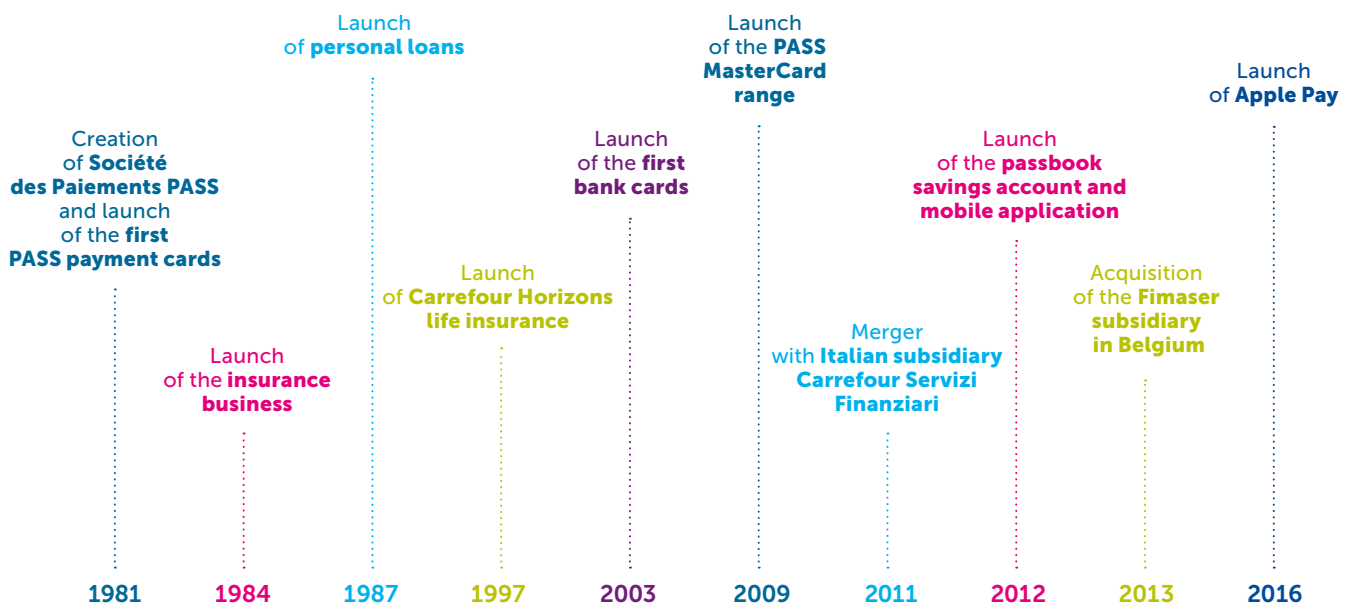 Creation
of Société
des Paiements PASS
and launch
of the first
PASS payment cards
Launch
of the insurance
business
Launch
of personal loans
Launch
of Carrefour Horizons
life insurance
Launch
of the first
bank cards
Launch
of the PASS
MasterCard
range
Merger
with Italian subsidiary
Carrefour Servizi
Finanziari
Launch
of the passbook
savings account and
mobile application
Acquisition
of the Fimaser
subsidiary
in Belgium
Launch
of Apple Pay
1981 1984 1987 1997 2003 2009 2011 2012 2013 2016